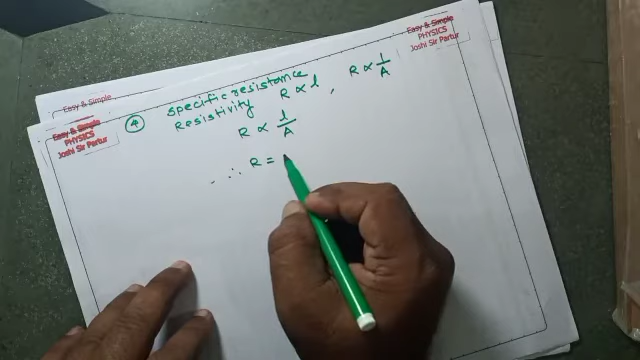 Easy & Simple
PHYSICS
Joshi Sir Partur
Easy & Simple
Easy & Simple
PHYSICS
Joshi Sir Partur
④ Specific resistance
Resistivity R ∝ l , R ∝ 1/A
R ∝ l/A
∴ R =